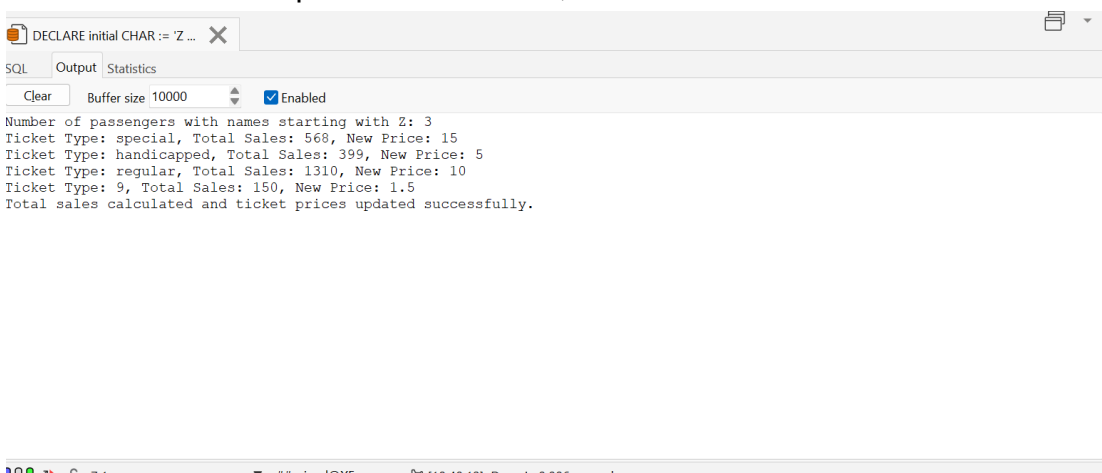 DECLARE initial CHAR := 'Z ...
SQL Output Statistics
Clear Buffer size 10000 Enabled
Number of passengers with names starting with Z: 3
Ticket Type: special, Total Sales: 568, New Price: 15
Ticket Type: handicapped, Total Sales: 399, New Price: 5
Ticket Type: regular, Total Sales: 1310, New Price: 10
Ticket Type: 9, Total Sales: 150, New Price: 1.5
Total sales calculated and ticket prices updated successfully.